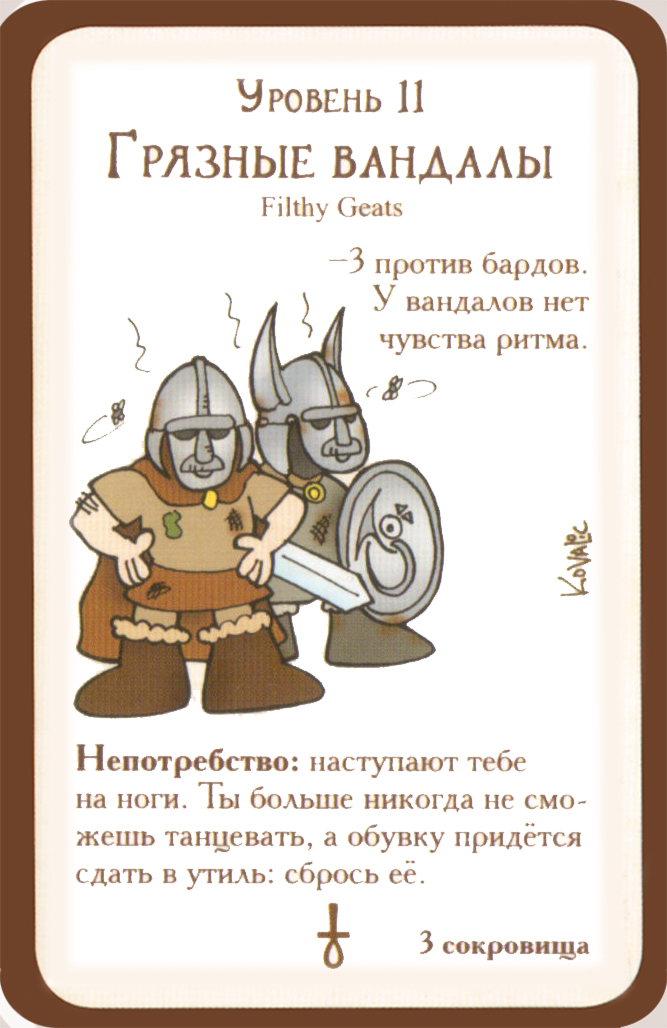 Уровень 11
Грязные вандалы
Filthy Geats
–3 против бардов.
У вандалов нет
чувства ритма.
Kovalic
Непотребство: наступают тебе
на ноги. Ты больше никогда не смо-
жешь танцевать, а обувку придётся
сдать в утиль: сбрось её.
3 сокровища